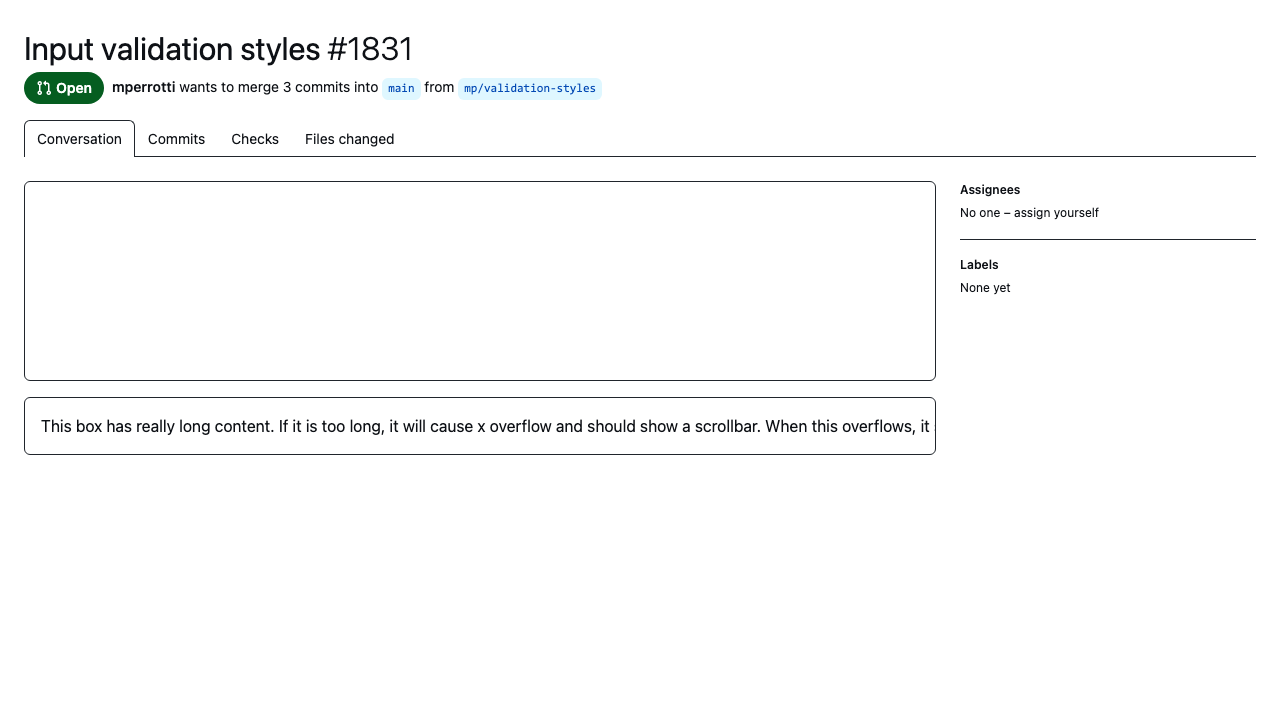 Input validation styles #1831
Open mperrotti wants to merge 3 commits into main from mp/validation-styles
Conversation Commits Checks Files changed
Assignees
No one – assign yourself
Labels
None yet
This box has really long content. If it is too long, it will cause x overflow and should show a scrollbar. When this overflows, it